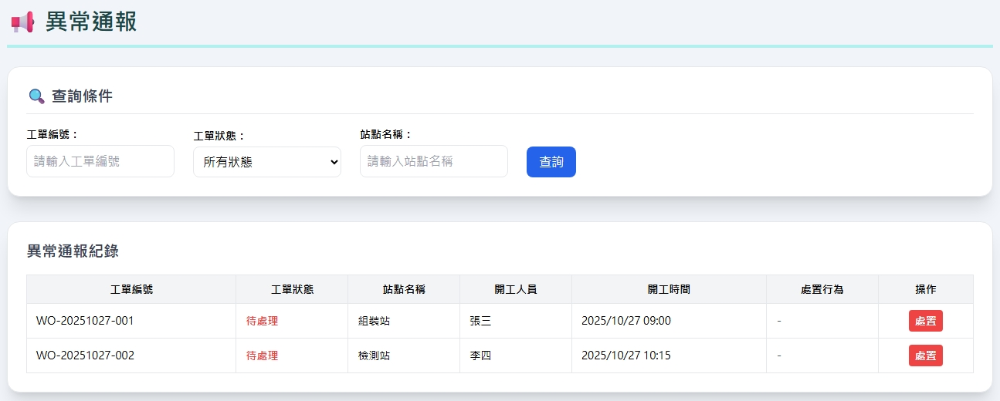 異常通報
查詢條件
工單編號： 工單狀態： 站點名稱：
請輸入工單編號 所有狀態 請輸入站點名稱 查詢
異常通報紀錄
工單編號 工單狀態 站點名稱 開工人員 開工時間 處置行為 操作
WO-20251027-001 待處理 組裝站 張三 2025/10/27 09:00 - 處置
WO-20251027-002 待處理 檢測站 李四 2025/10/27 10:15 - 處置